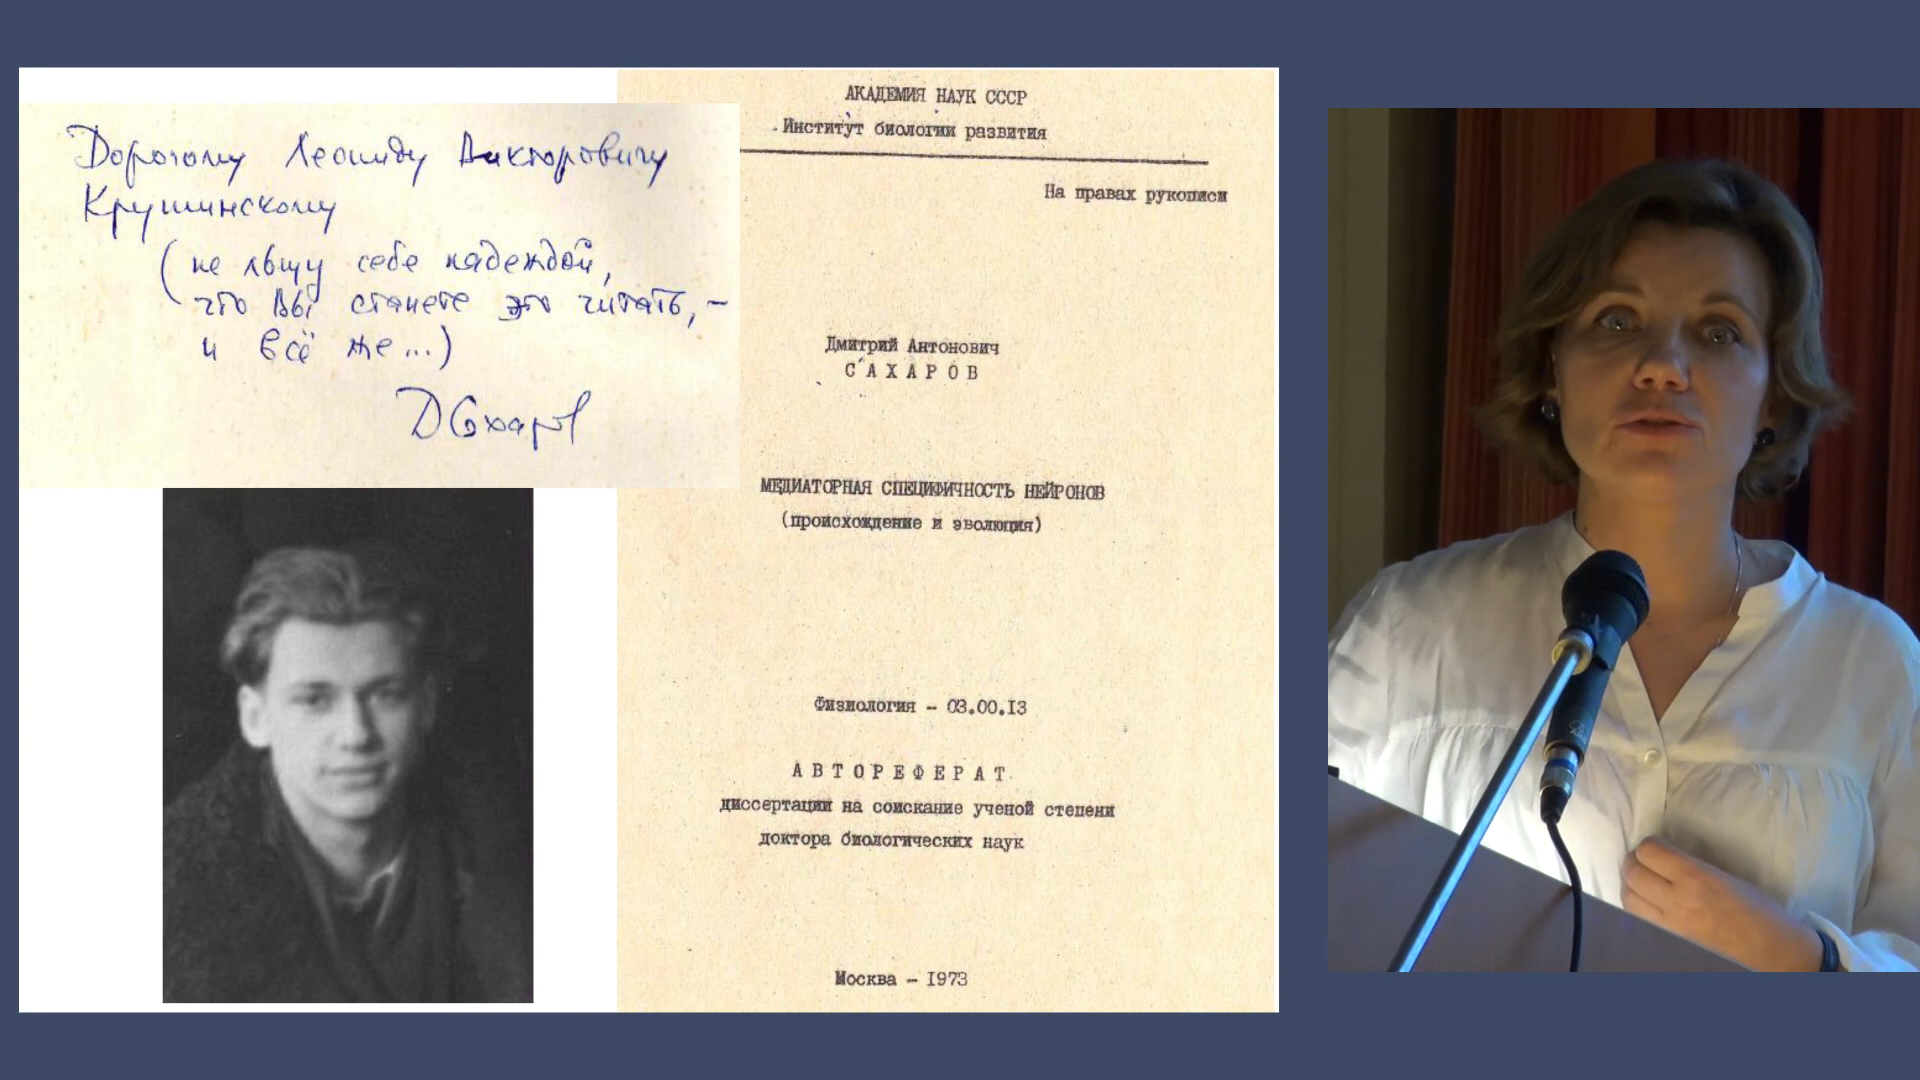 Дорогому Леониду Викторовичу
Крушинскому
(не льщу себе надеждой,
что Вы станете это читать, –
и всё же...)
ДСахаров
АКАДЕМИЯ НАУК СССР
Институт биологии развития
На правах рукописи
Дмитрий Антонович
САХАРОВ
МЕДИАТОРНАЯ СПЕЦИФИЧНОСТЬ НЕЙРОНОВ
(происхождение и эволюция)
Физиология - 03.00.13
АВТОРЕФЕРАТ
диссертации на соискание ученой степени
доктора биологических наук
Москва - 1973